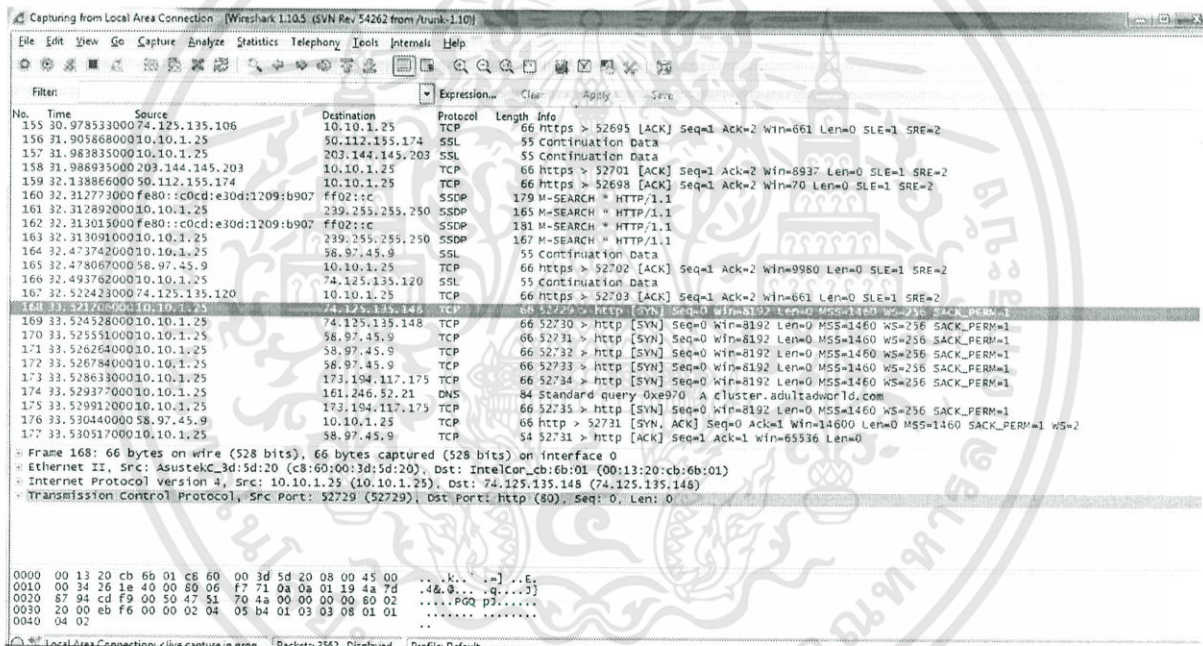 Capturing from Local Area Connection [Wireshark 1.10.5 (SVN Rev 54262 from /trunk-1.10)]
File Edit View Go Capture Analyze Statistics Telephony Tools Internals Help
Filter: Expression... Clear Apply Save
No. Time Source Destination Protocol Length Info
155 30.978533000 74.125.135.106 10.10.1.25 TCP 66 https > 52695 [ACK] Seq=1 Ack=2 Win=661 Len=0 SLE=1 SRE=2
156 31.905868000 10.10.1.25 50.112.155.174 SSL 55 Continuation Data
157 31.983835000 10.10.1.25 203.144.145.203 SSL 55 Continuation Data
158 31.988935000 203.144.145.203 10.10.1.25 TCP 66 https > 52701 [ACK] Seq=1 Ack=2 Win=8937 Len=0 SLE=1 SRE=2
159 32.138866000 50.112.155.174 10.10.1.25 TCP 66 https > 52698 [ACK] Seq=1 Ack=2 Win=70 Len=0 SLE=1 SRE=2
160 32.312773000 fe80::c0cd:e30d:1209:b907 ff02::c SSDP 179 M-SEARCH * HTTP/1.1
161 32.312892000 10.10.1.25 239.255.255.250 SSDP 165 M-SEARCH * HTTP/1.1
162 32.313015000 fe80::c0cd:e30d:1209:b907 ff02::c SSDP 181 M-SEARCH * HTTP/1.1
163 32.313091000 10.10.1.25 239.255.255.250 SSDP 167 M-SEARCH * HTTP/1.1
164 32.473742000 10.10.1.25 58.97.45.9 SSL 55 Continuation Data
165 32.478067000 58.97.45.9 10.10.1.25 TCP 66 https > 52702 [ACK] Seq=1 Ack=2 Win=9980 Len=0 SLE=1 SRE=2
166 32.493762000 10.10.1.25 74.125.135.120 SSL 55 Continuation Data
167 32.522423000 74.125.135.120 10.10.1.25 TCP 66 https > 52703 [ACK] Seq=1 Ack=2 Win=661 Len=0 SLE=1 SRE=2
168 33.521706000 10.10.1.25 74.125.135.148 TCP 66 52729 > http [SYN] Seq=0 Win=8192 Len=0 MSS=1460 WS=256 SACK_PERM=1
169 33.524528000 10.10.1.25 74.125.135.148 TCP 66 52730 > http [SYN] Seq=0 Win=8192 Len=0 MSS=1460 WS=256 SACK_PERM=1
170 33.525551000 10.10.1.25 58.97.45.9 TCP 66 52731 > http [SYN] Seq=0 Win=8192 Len=0 MSS=1460 WS=256 SACK_PERM=1
171 33.526264000 10.10.1.25 58.97.45.9 TCP 66 52732 > http [SYN] Seq=0 Win=8192 Len=0 MSS=1460 WS=256 SACK_PERM=1
172 33.526784000 10.10.1.25 58.97.45.9 TCP 66 52733 > http [SYN] Seq=0 Win=8192 Len=0 MSS=1460 WS=256 SACK_PERM=1
173 33.528633000 10.10.1.25 173.194.117.175 TCP 66 52734 > http [SYN] Seq=0 Win=8192 Len=0 MSS=1460 WS=256 SACK_PERM=1
174 33.529377000 10.10.1.25 161.246.52.21 DNS 84 Standard query 0xe970 A cluster.adultadworld.com
175 33.529912000 10.10.1.25 173.194.117.175 TCP 66 52735 > http [SYN] Seq=0 Win=8192 Len=0 MSS=1460 WS=256 SACK_PERM=1
176 33.530440000 58.97.45.9 10.10.1.25 TCP 66 http > 52731 [SYN, ACK] Seq=0 Ack=1 Win=14600 Len=0 MSS=1460 SACK_PERM=1 WS=2
177 33.530517000 10.10.1.25 58.97.45.9 TCP 54 52731 > http [ACK] Seq=1 Ack=1 Win=65536 Len=0
Frame 168: 66 bytes on wire (528 bits), 66 bytes captured (528 bits) on interface 0
Ethernet II, Src: AsustekC_3d:5d:20 (c8:60:00:3d:5d:20), Dst: IntelCor_cb:6b:01 (00:13:20:cb:6b:01)
Internet Protocol Version 4, Src: 10.10.1.25 (10.10.1.25), Dst: 74.125.135.148 (74.125.135.148)
Transmission Control Protocol, Src Port: 52729 (52729), Dst Port: http (80), Seq: 0, Len: 0
0000 00 13 20 cb 6b 01 c8 60 00 3d 5d 20 08 00 45 00 .. .k..`.=] ..E.
0010 00 34 26 1e 40 00 80 06 f7 71 0a 0a 01 19 4a 7d .4&.@....q....J}
0020 87 94 cd f9 00 50 47 51 70 4a 00 00 00 00 80 02 .....PGQ pJ......
0030 20 00 eb f6 00 00 02 04 05 b4 01 03 03 08 01 01 ....... ........
0040 04 02 ..
Local Area Connection: <live capture in prog... Packets: 3562 Displayed Profile: Default